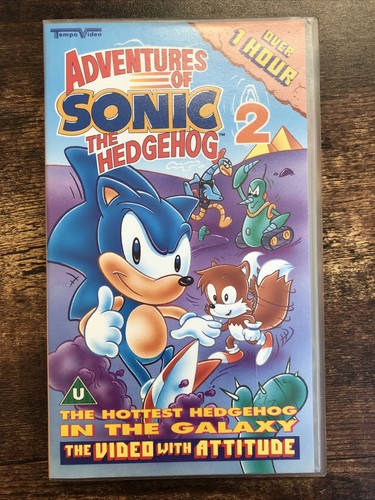 Tempo Video
OVER
1 HOUR
ADVENTURES
OF
SONIC
THE
HEDGEHOG™
2
U
THE HOTTEST HEDGEHOG
IN THE GALAXY
THE VIDEO WITH ATTITUDE